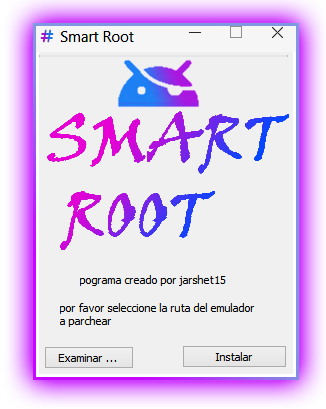 # Smart Root
SMART
ROOT
pograma creado por jarshet15
por favor seleccione la ruta del emulador
a parchear
Examinar ...
Instalar